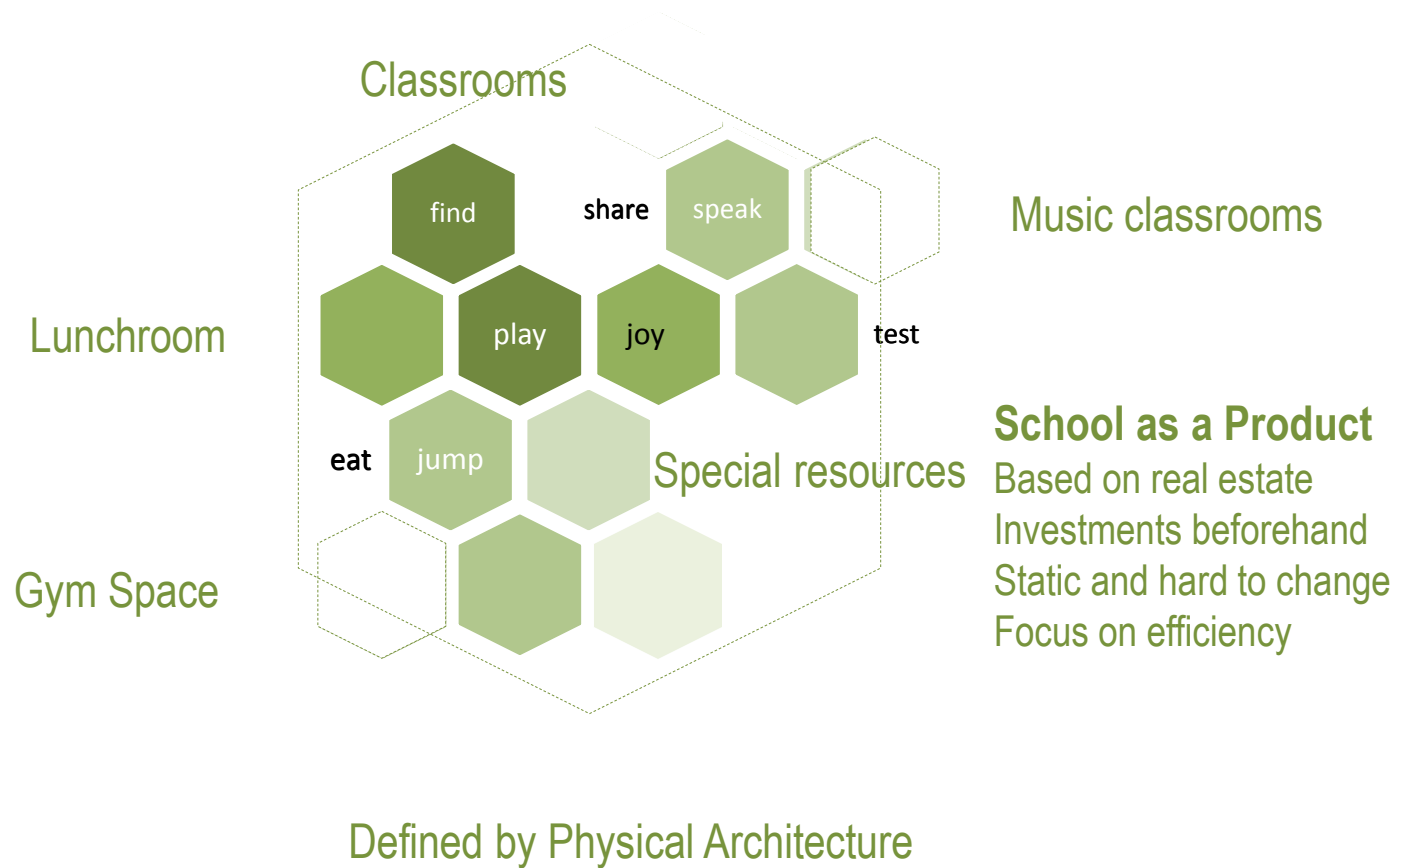 Classrooms
find
share
speak
Music classrooms
Lunchroom
play
joy
test
School as a Product
Based on real estate
Investments beforehand
Static and hard to change
Focus on efficiency
eat
jump
Special resources
Gym Space
Defined by Physical Architecture